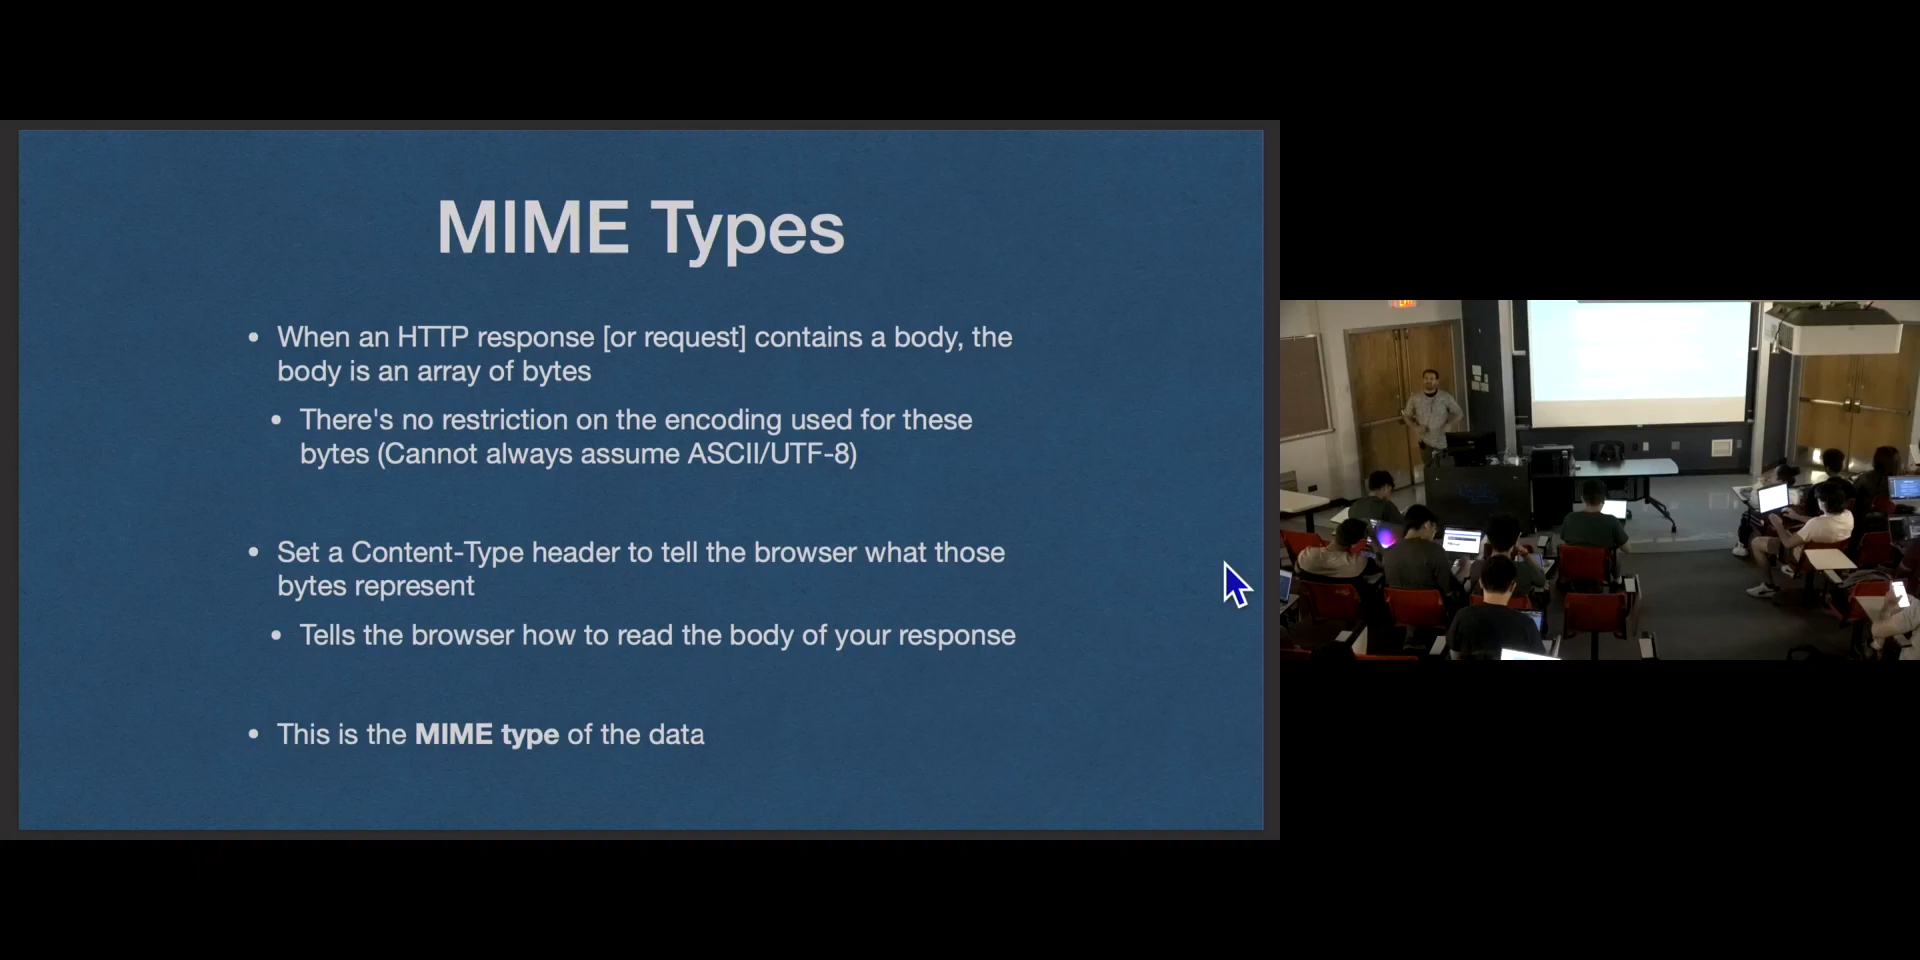 MIME Types
• When an HTTP response [or request] contains a body, the
body is an array of bytes
• There's no restriction on the encoding used for these
bytes (Cannot always assume ASCII/UTF-8)
• Set a Content-Type header to tell the browser what those
bytes represent
• Tells the browser how to read the body of your response
• This is the MIME type of the data